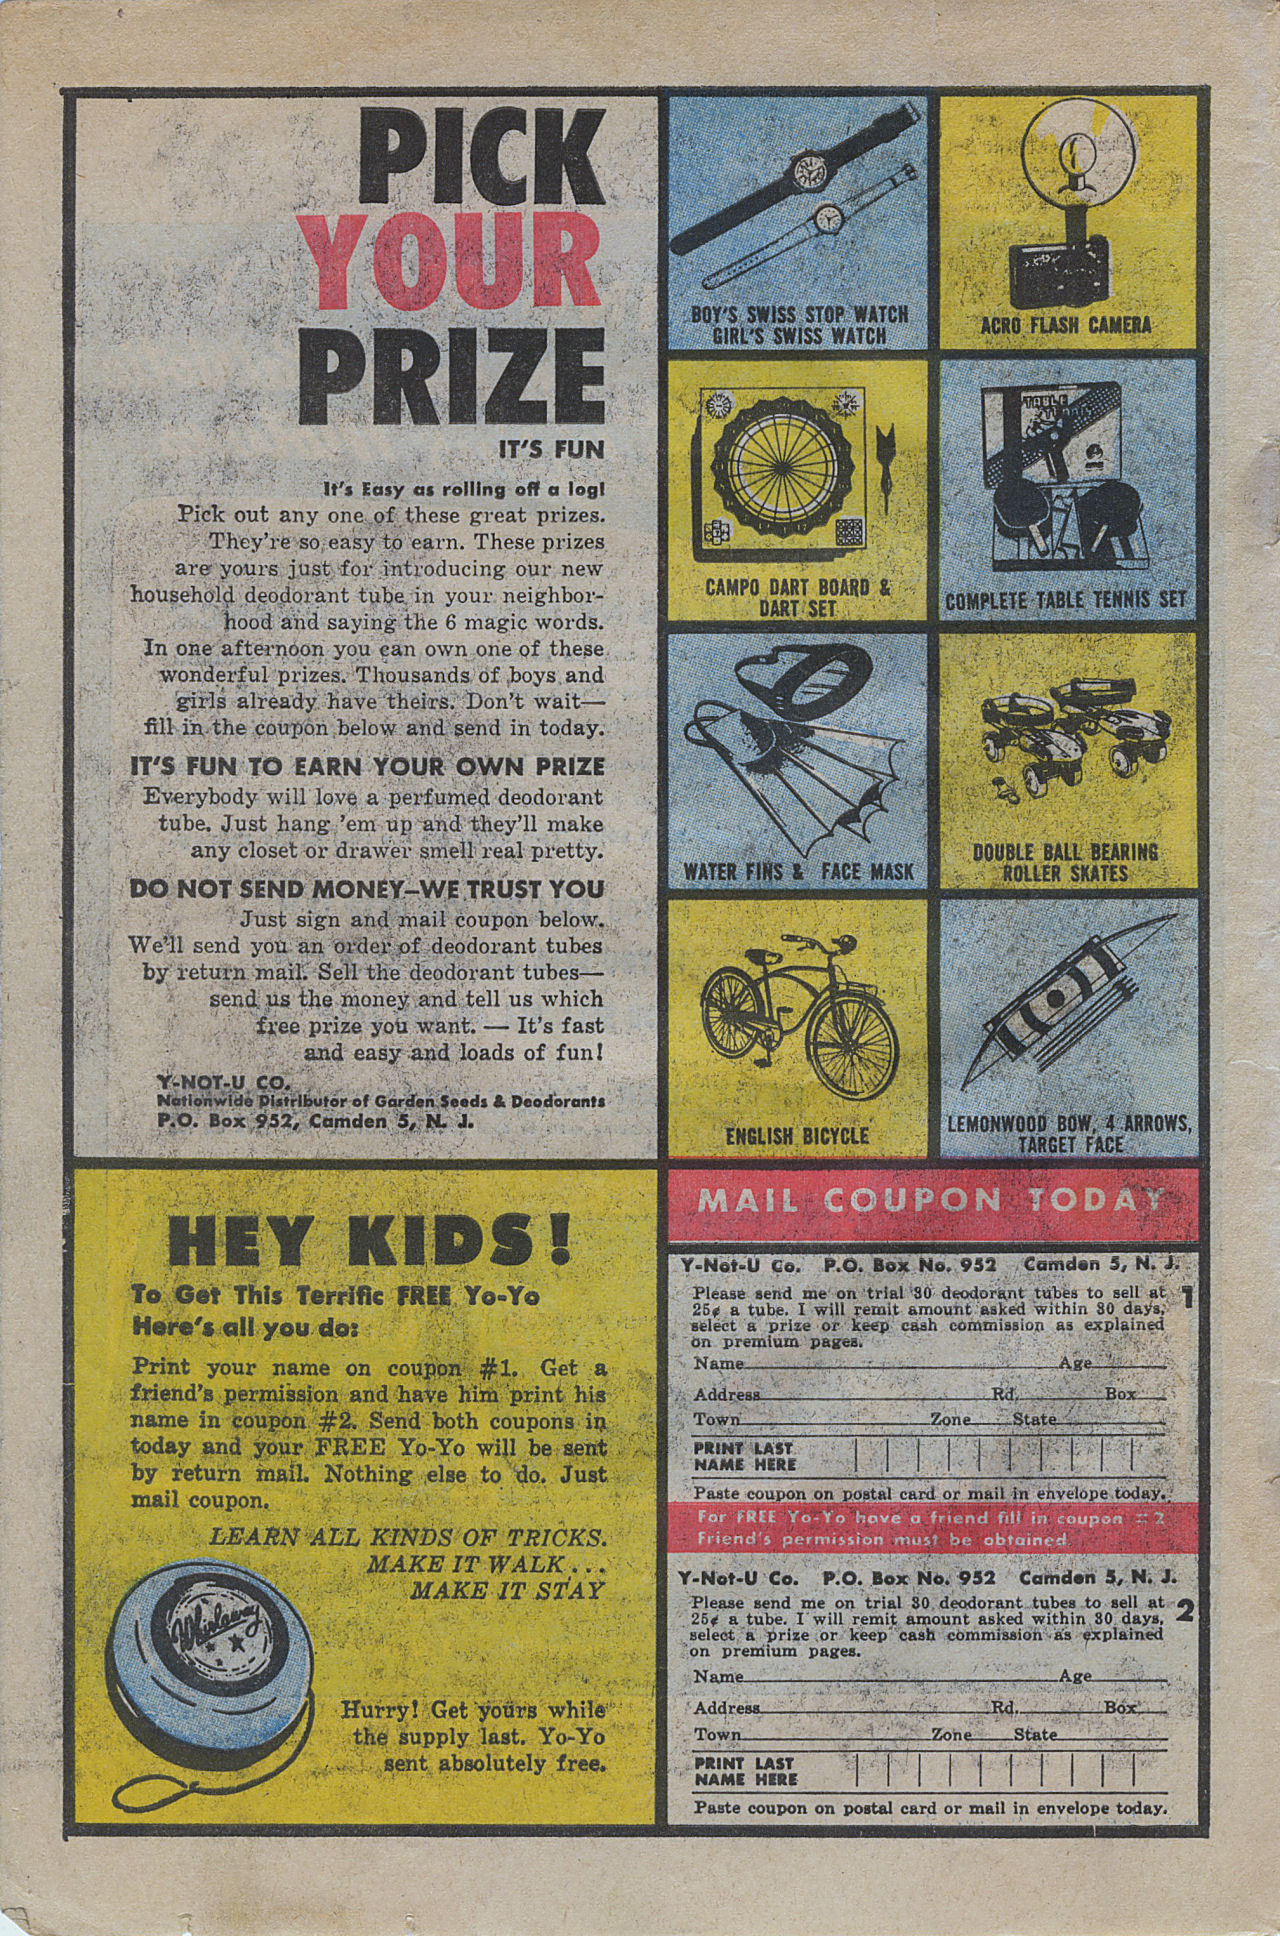 PICK
YOUR
PRIZE
IT'S FUN
It's Easy as rolling off a log!
Pick out any one of these great prizes.
They're so easy to earn. These prizes
are yours just for introducing our new
household deodorant tube in your neighbor-
hood and saying the 6 magic words.
In one afternoon you can own one of these
wonderful prizes. Thousands of boys and
girls already have theirs. Don't wait—
fill in the coupon below and send in today.
IT'S FUN TO EARN YOUR OWN PRIZE
Everybody will love a perfumed deodorant
tube. Just hang 'em up and they'll make
any closet or drawer smell real pretty.
DO NOT SEND MONEY—WE TRUST YOU
Just sign and mail coupon below.
We'll send you an order of deodorant tubes
by return mail. Sell the deodorant tubes—
send us the money and tell us which
free prize you want. — It's fast
and easy and loads of fun!
Y-NOT-U CO.
Nationwide Distributor of Garden Seeds & Deodorants
P.O. Box 952, Camden 5, N. J.
BOY'S SWISS STOP WATCH
GIRL'S SWISS WATCH
ACRO FLASH CAMERA
CAMPO DART BOARD &
DART SET
TABLE
TENNIS
COMPLETE TABLE TENNIS SET
WATER FINS & FACE MASK
DOUBLE BALL BEARING
ROLLER SKATES
ENGLISH BICYCLE
LEMONWOOD BOW, 4 ARROWS,
TARGET FACE
HEY KIDS!
To Get This Terrific FREE Yo-Yo
Here's all you do:
Print your name on coupon #1. Get a
friend's permission and have him print his
name in coupon #2. Send both coupons in
today and your FREE Yo-Yo will be sent
by return mail. Nothing else to do. Just
mail coupon.
LEARN ALL KINDS OF TRICKS.
MAKE IT WALK . . .
MAKE IT STAY
Whirlaway
Hurry! Get yours while
the supply last. Yo-Yo
sent absolutely free.
MAIL COUPON TODAY
Y-Not-U Co. P.O. Box No. 952 Camden 5, N. J.
Please send me on trial 30 deodorant tubes to sell at 1
25¢ a tube. I will remit amount asked within 30 days,
select a prize or keep cash commission as explained
on premium pages.
Name Age
Address Rd. Box
Town Zone State
PRINT LAST
NAME HERE
Paste coupon on postal card or mail in envelope today.
For FREE Yo-Yo have a friend fill in coupon #2
Friend's permission must be obtained.
Y-Not-U Co. P.O. Box No. 952 Camden 5, N. J.
Please send me on trial 30 deodorant tubes to sell at
25¢ a tube. I will remit amount asked within 30 days, 2
select a prize or keep cash commission as explained
on premium pages.
Name Age
Address Rd. Box
Town Zone State
PRINT LAST
NAME HERE
Paste coupon on postal card or mail in envelope today.